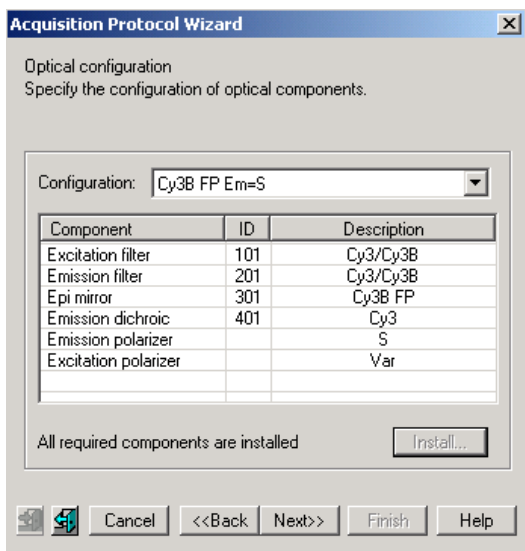 Acquisition Protocol Wizard
Optical configuration
Specify the configuration of optical components.
Configuration: Cy3B FP Em=S
Component ID Description
Excitation filter 101 Cy3/Cy3B
Emission filter 201 Cy3/Cy3B
Epi mirror 301 Cy3B FP
Emission dichroic 401 Cy3
Emission polarizer S
Excitation polarizer Var
All required components are installed Install...
Cancel <<Back Next>> Finish Help